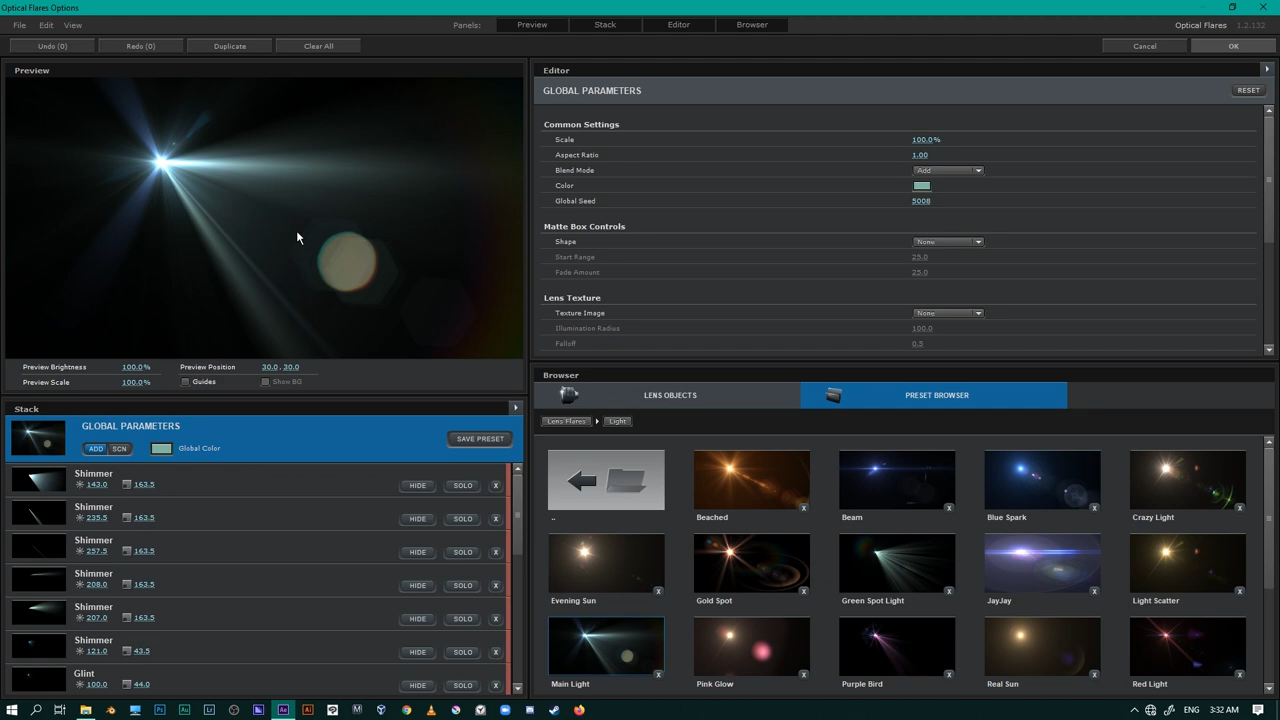 Optical Flares Options
File Edit View Panels: Preview Stack Editor Browser Optical Flares 1.2.132
Undo (0) Redo (0) Duplicate Clear All Cancel OK
Preview
Preview Brightness 100.0% Preview Position 30.0, 30.0
Preview Scale 100.0% Guides Show BG
Stack
GLOBAL PARAMETERS
ADD SCN Global Color SAVE PRESET
Shimmer
143.0 163.5 HIDE SOLO X
Shimmer
235.5 163.5 HIDE SOLO X
Shimmer
257.5 163.5 HIDE SOLO X
Shimmer
208.0 163.5 HIDE SOLO X
Shimmer
207.0 163.5 HIDE SOLO X
Shimmer
121.0 43.5 HIDE SOLO X
Glint
100.0 44.0 HIDE SOLO X
Editor
GLOBAL PARAMETERS RESET
Common Settings
Scale 100.0%
Aspect Ratio 1.00
Blend Mode Add
Color
Global Seed 5008
Matte Box Controls
Shape None
Start Range 25.0
Fade Amount 25.0
Lens Texture
Texture Image None
Illumination Radius 100.0
Falloff 0.5
Browser
LENS OBJECTS PRESET BROWSER
Lens Flares Light
.. Beached X Beam X Blue Spark X Crazy Light X
Evening Sun X Gold Spot X Green Spot Light X JayJay X Light Scatter X
Main Light X Pink Glow X Purple Bird X Real Sun X Red Light X
Ps Au Lr Ae Ai M ENG 3:32 AM